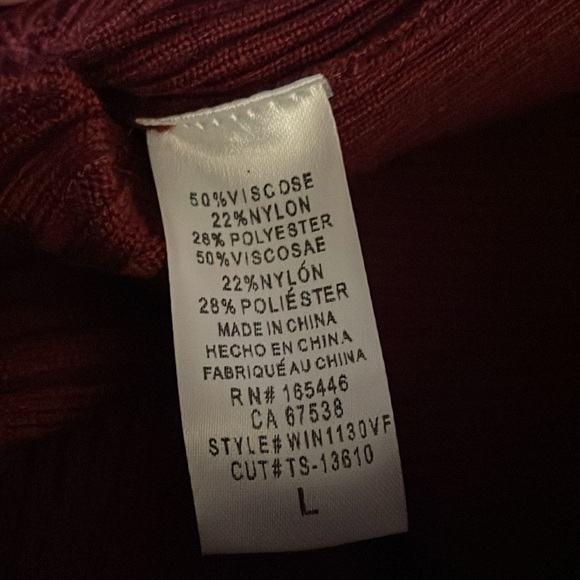 50%VISCOSE
22%NYLON
28% POLYESTER
50%VISCOSAE
22%NYLÓN
28% POLIÉSTER
MADE IN CHINA
HECHO EN CHINA
FABRIQUÉ AU CHINA
RN# 165446
CA 67538
STYLE#WIN1130VF
CUT#TS-13610
L